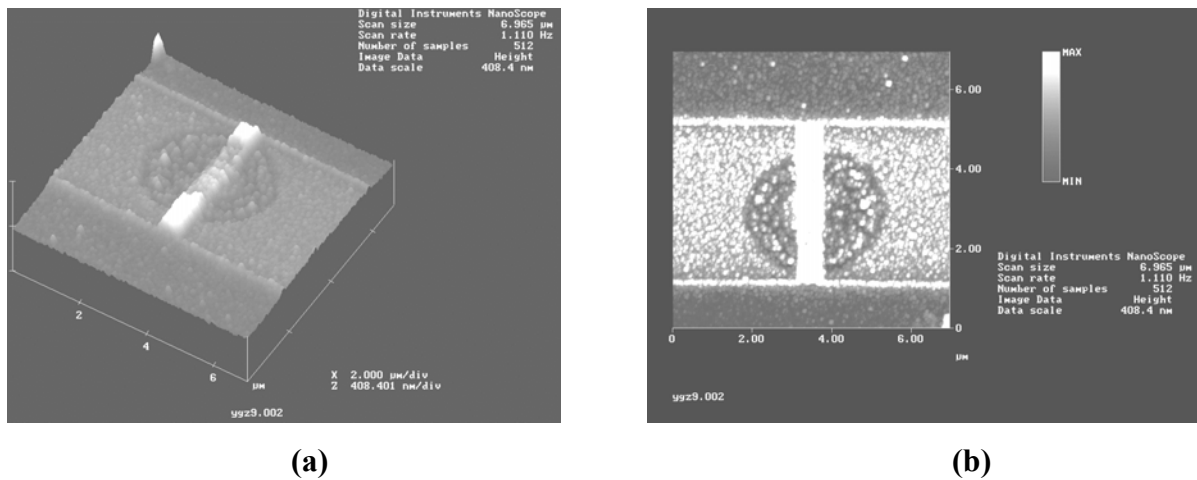 Digital Instruments NanoScope
Scan size 6.965 µm
Scan rate 1.110 Hz
Number of samples 512
Image Data Height
Data scale 408.4 nm
2
4
6
µm
X 2.000 µm/div
Z 408.401 nm/div
ygz9.002
(a)
MAX
MIN
6.00
4.00
2.00
0
0 2.00 4.00 6.00
µm
Digital Instruments NanoScope
Scan size 6.965 µm
Scan rate 1.110 Hz
Number of samples 512
Image Data Height
Data scale 408.4 nm
ygz9.002
(b)